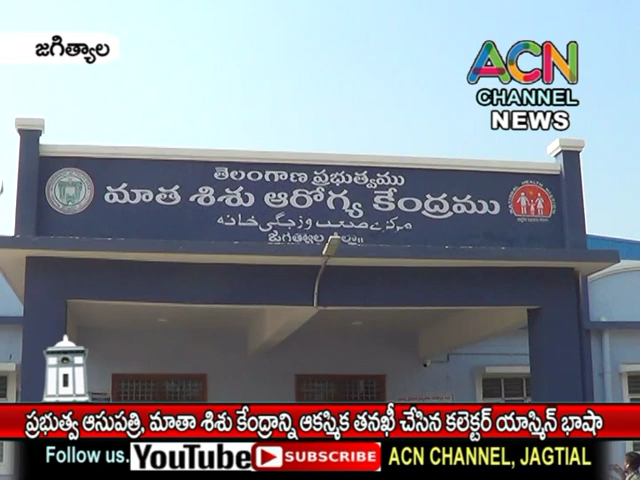 జగిత్యాల
ACN
CHANNEL
NEWS
తెలంగాణ ప్రభుత్వము
మాత శిశు ఆరోగ్య కేంద్రము
ప్రభుత్వ ఆసుపత్రి, మాతా శిశు కేంద్రాన్ని ఆకస్మిక తనఖీ చేసిన కలెక్టర్ యాస్మిన్ భాషా
Follow us. YouTube SUBSCRIBE ACN CHANNEL, JAGTIAL